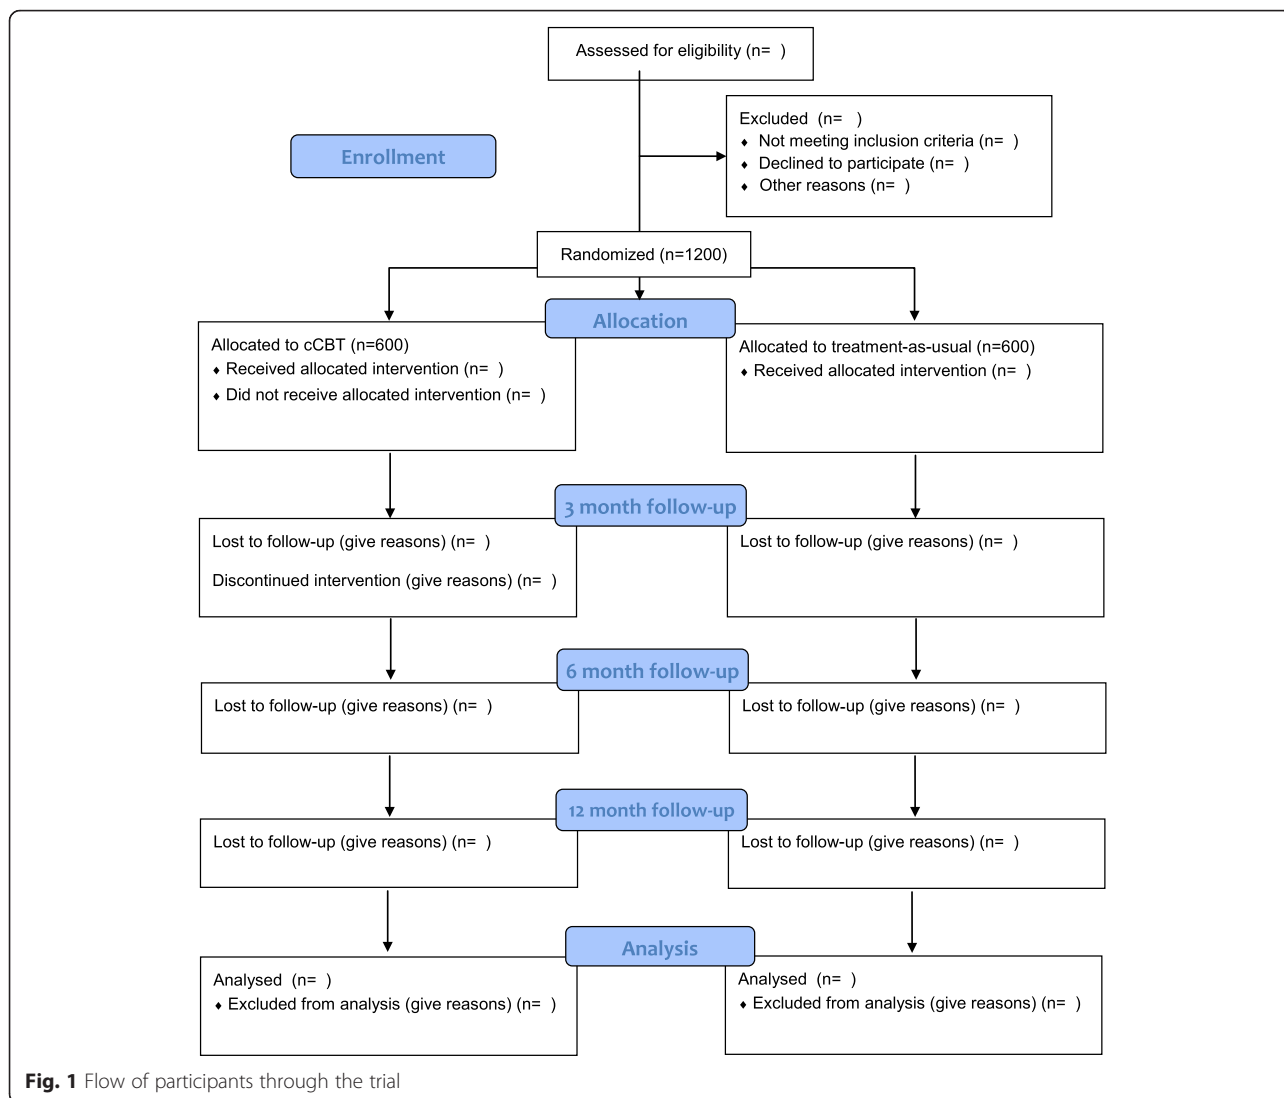 Assessed for eligibility (n=  )
Excluded  (n=   )
♦ Not meeting inclusion criteria (n=  )
♦ Declined to participate (n=  )
♦ Other reasons (n=  )
Enrollment
Randomized (n=1200)
Allocation
Allocated to cCBT (n=600)
♦ Received allocated intervention (n=  )
♦ Did not receive allocated intervention (n=  )
Allocated to treatment-as-usual (n=600)
♦ Received allocated intervention (n=  )
3 month follow-up
Lost to follow-up (give reasons) (n=  )
Discontinued intervention (give reasons) (n=  )
Lost to follow-up (give reasons) (n=  )
6 month follow-up
Lost to follow-up (give reasons) (n=  )
Lost to follow-up (give reasons) (n=  )
12 month follow-up
Lost to follow-up (give reasons) (n=  )
Lost to follow-up (give reasons) (n=  )
Analysis
Analysed  (n=  )
♦ Excluded from analysis (give reasons) (n=  )
Analysed  (n=  )
♦ Excluded from analysis (give reasons) (n=  )
Fig. 1 Flow of participants through the trial